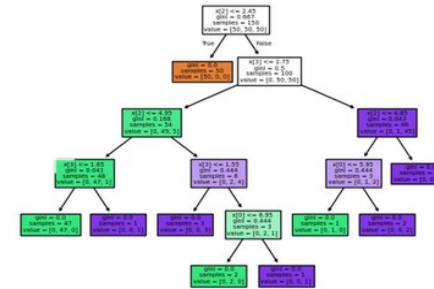 x[2] <= 2.45
gini = 0.667
samples = 150
value = [50, 50, 50]
True
False
gini = 0.0
samples = 50
value = [50, 0, 0]
x[3] <= 1.75
gini = 0.5
samples = 100
value = [0, 50, 50]
x[2] <= 4.95
gini = 0.168
samples = 54
value = [0, 49, 5]
x[2] <= 4.85
gini = 0.043
samples = 46
value = [0, 1, 45]
x[3] <= 1.65
gini = 0.041
samples = 48
value = [0, 47, 1]
x[3] <= 1.55
gini = 0.444
samples = 6
value = [0, 2, 4]
x[0] <= 5.95
gini = 0.444
samples = 3
value = [0, 1, 2]
gini = 0.0
samples = 47
value = [0, 47, 0]
gini = 0.0
samples = 1
value = [0, 0, 1]
gini = 0.0
samples = 3
value = [0, 0, 3]
x[0] <= 6.95
gini = 0.444
samples = 3
value = [0, 2, 1]
gini = 0.0
samples = 1
value = [0, 1, 0]
gini = 0.0
samples = 2
value = [0, 0, 2]
gini = 0.0
samples = 2
value = [0, 2, 0]
gini = 0.0
samples = 1
value = [0, 0, 1]